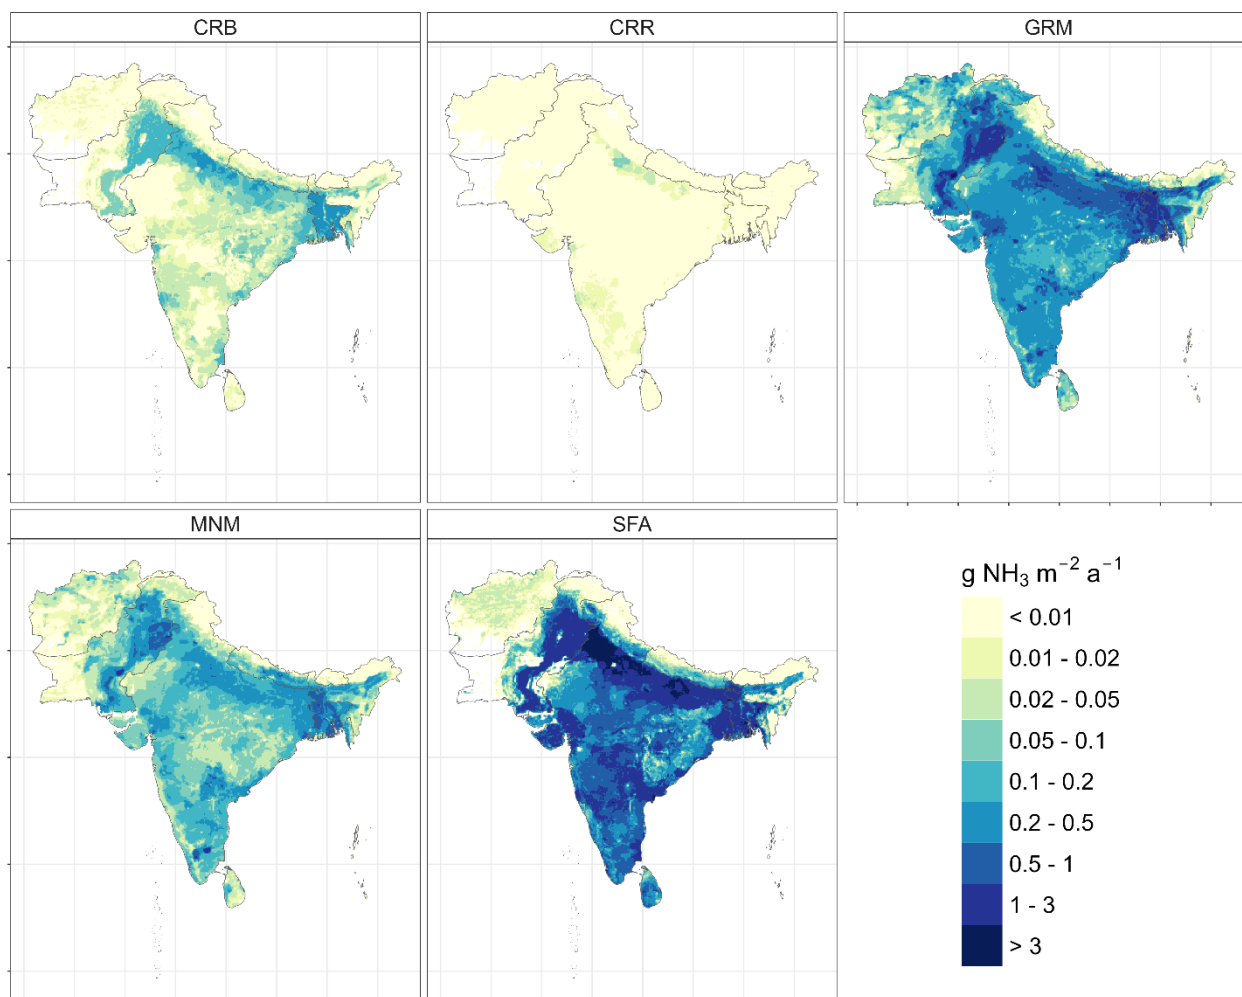 CRB
CRR
GRM
MNM
SFA
g NH₃ m⁻² a⁻¹
< 0.01
0.01 - 0.02
0.02 - 0.05
0.05 - 0.1
0.1 - 0.2
0.2 - 0.5
0.5 - 1
1 - 3
> 3